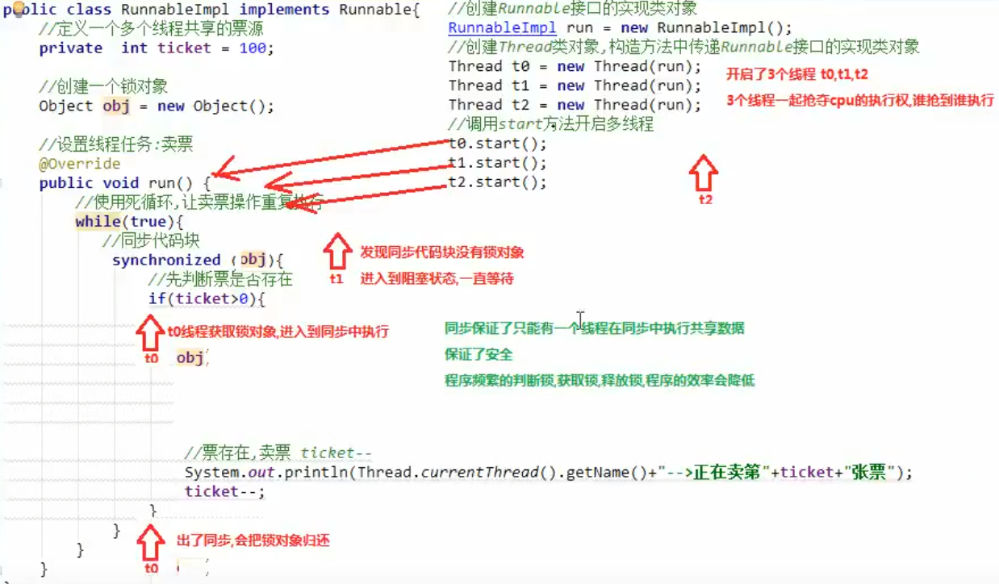 public class RunnableImpl implements Runnable{
//定义一个多个线程共享的票源
private  int ticket = 100;
//创建一个锁对象
Object obj = new Object();
//设置线程任务:卖票
@Override
public void run() {
//使用死循环,让卖票操作重复执行
while(true){
//同步代码块
synchronized (obj){
//先判断票是否存在
if(ticket>0){
t0线程获取锁对象,进入到同步中执行
t0
obj
//票存在,卖票 ticket--
System.out.println(Thread.currentThread().getName()+"-->正在卖第"+ticket+"张票");
ticket--;
}
}
出了同步,会把锁对象归还
t0
}
}
//创建Runnable接口的实现类对象
RunnableImpl run = new RunnableImpl();
//创建Thread类对象,构造方法中传递Runnable接口的实现类对象
Thread t0 = new Thread(run);
Thread t1 = new Thread(run);
Thread t2 = new Thread(run);
开启了3个线程 t0,t1,t2
3个线程一起抢夺cpu的执行权,谁抢到谁执行
//调用start方法开启多线程
t0.start();
t1.start();
t2.start();
t2
发现同步代码块没有锁对象
t1
进入到阻塞状态,一直等待
同步保证了只能有一个线程在同步中执行共享数据
保证了安全
程序频繁的判断锁,获取锁,释放锁,程序的效率会降低